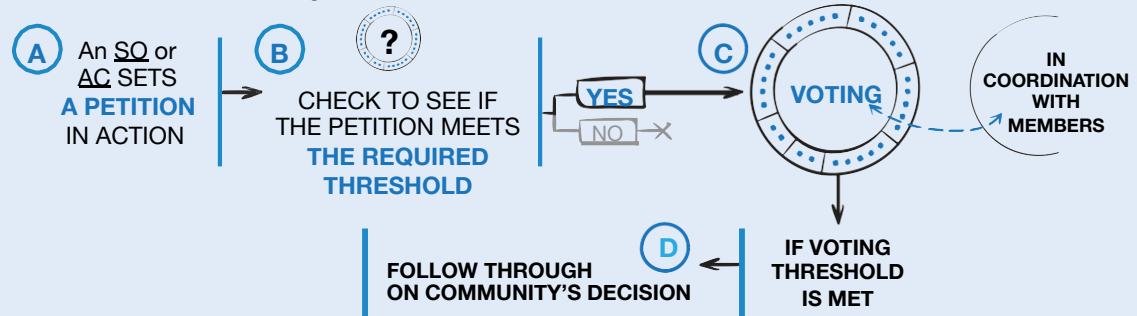 A
An SO or
AC SETS
A PETITION
IN ACTION
B
?
CHECK TO SEE IF
THE PETITION MEETS
THE REQUIRED
THRESHOLD
YES
NO
C
VOTING
IN
COORDINATION
WITH
MEMBERS
IF VOTING
THRESHOLD
IS MET
D
FOLLOW THROUGH
ON COMMUNITY'S DECISION